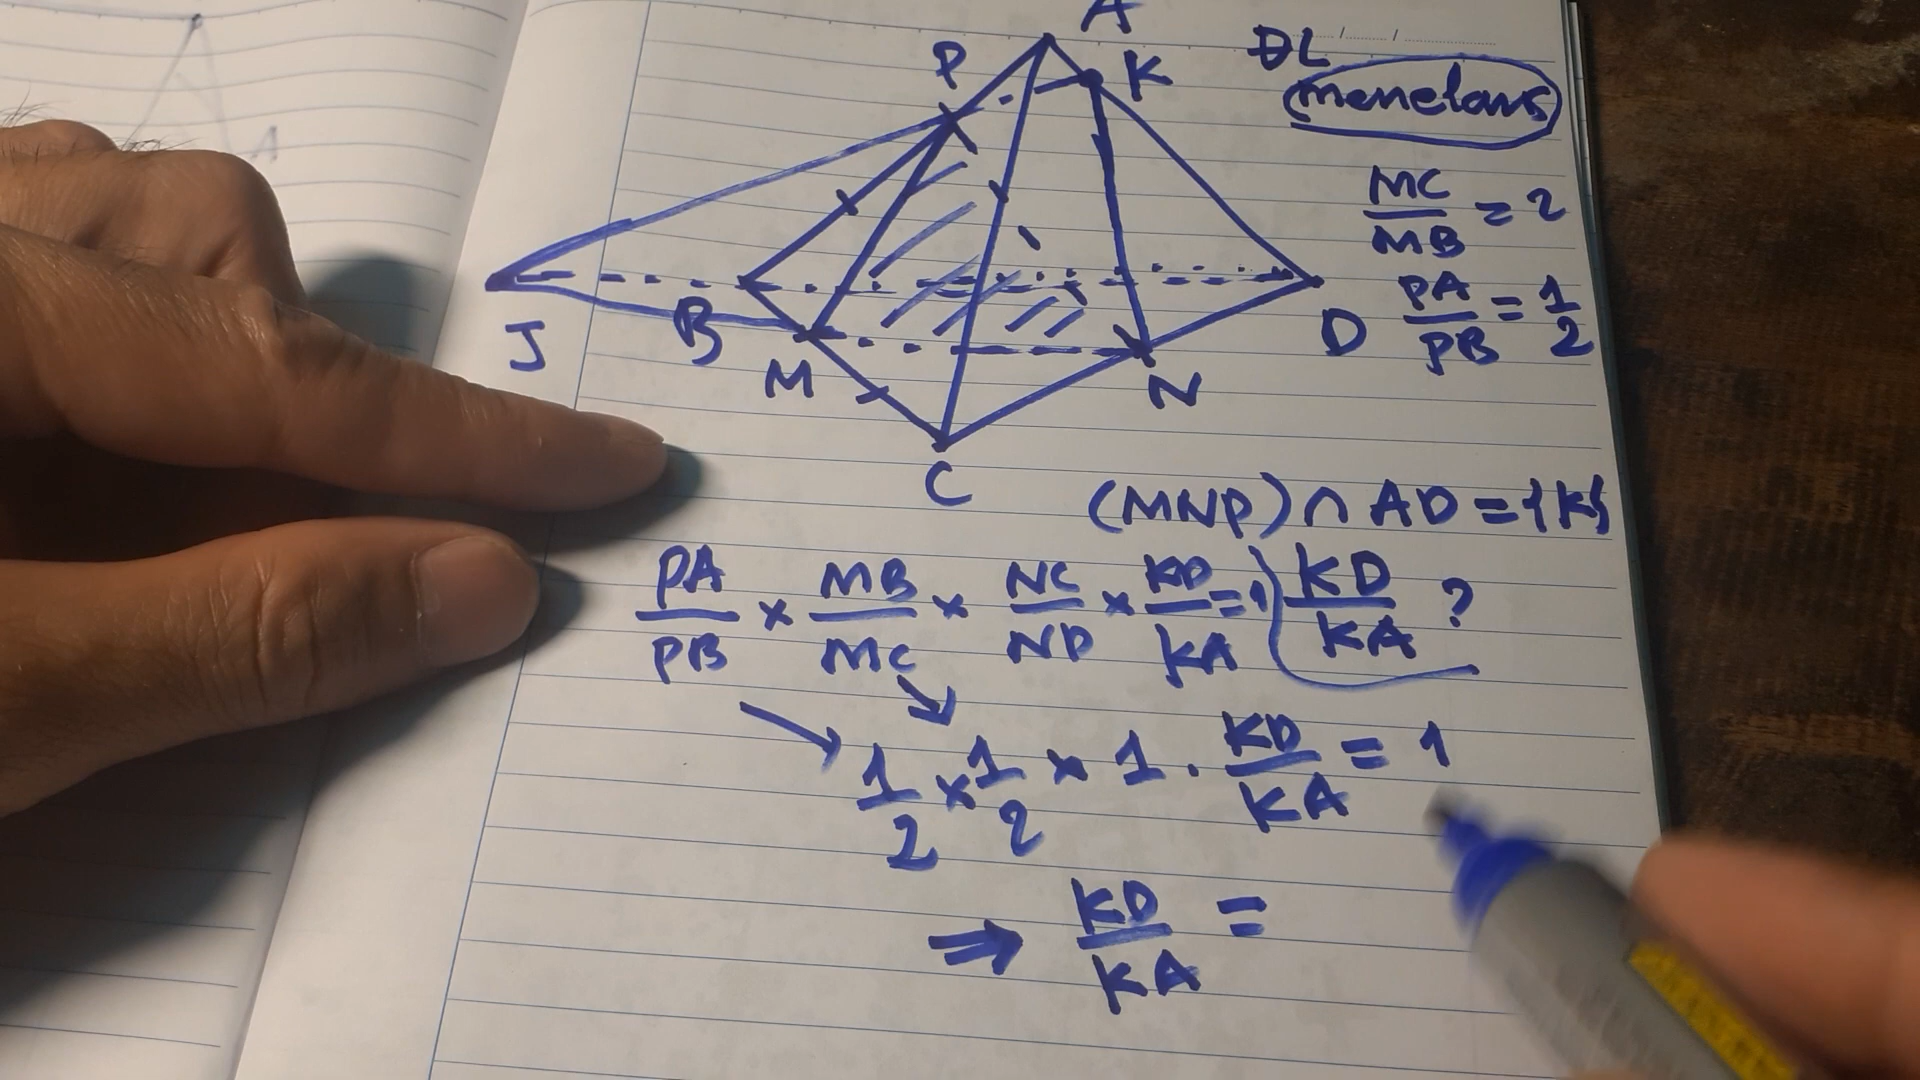 A
P
K
ĐL
menelaus
MC/MB = 2
PA/PB = 1/2
J
B
M
D
N
C
(MNP) ∩ AD = {K}
PA/PB × MB/MC × NC/ND × KD/KA = 1
KD/KA ?
1/2 × 1/2 × 1 . KD/KA = 1
⇒ KD/KA =